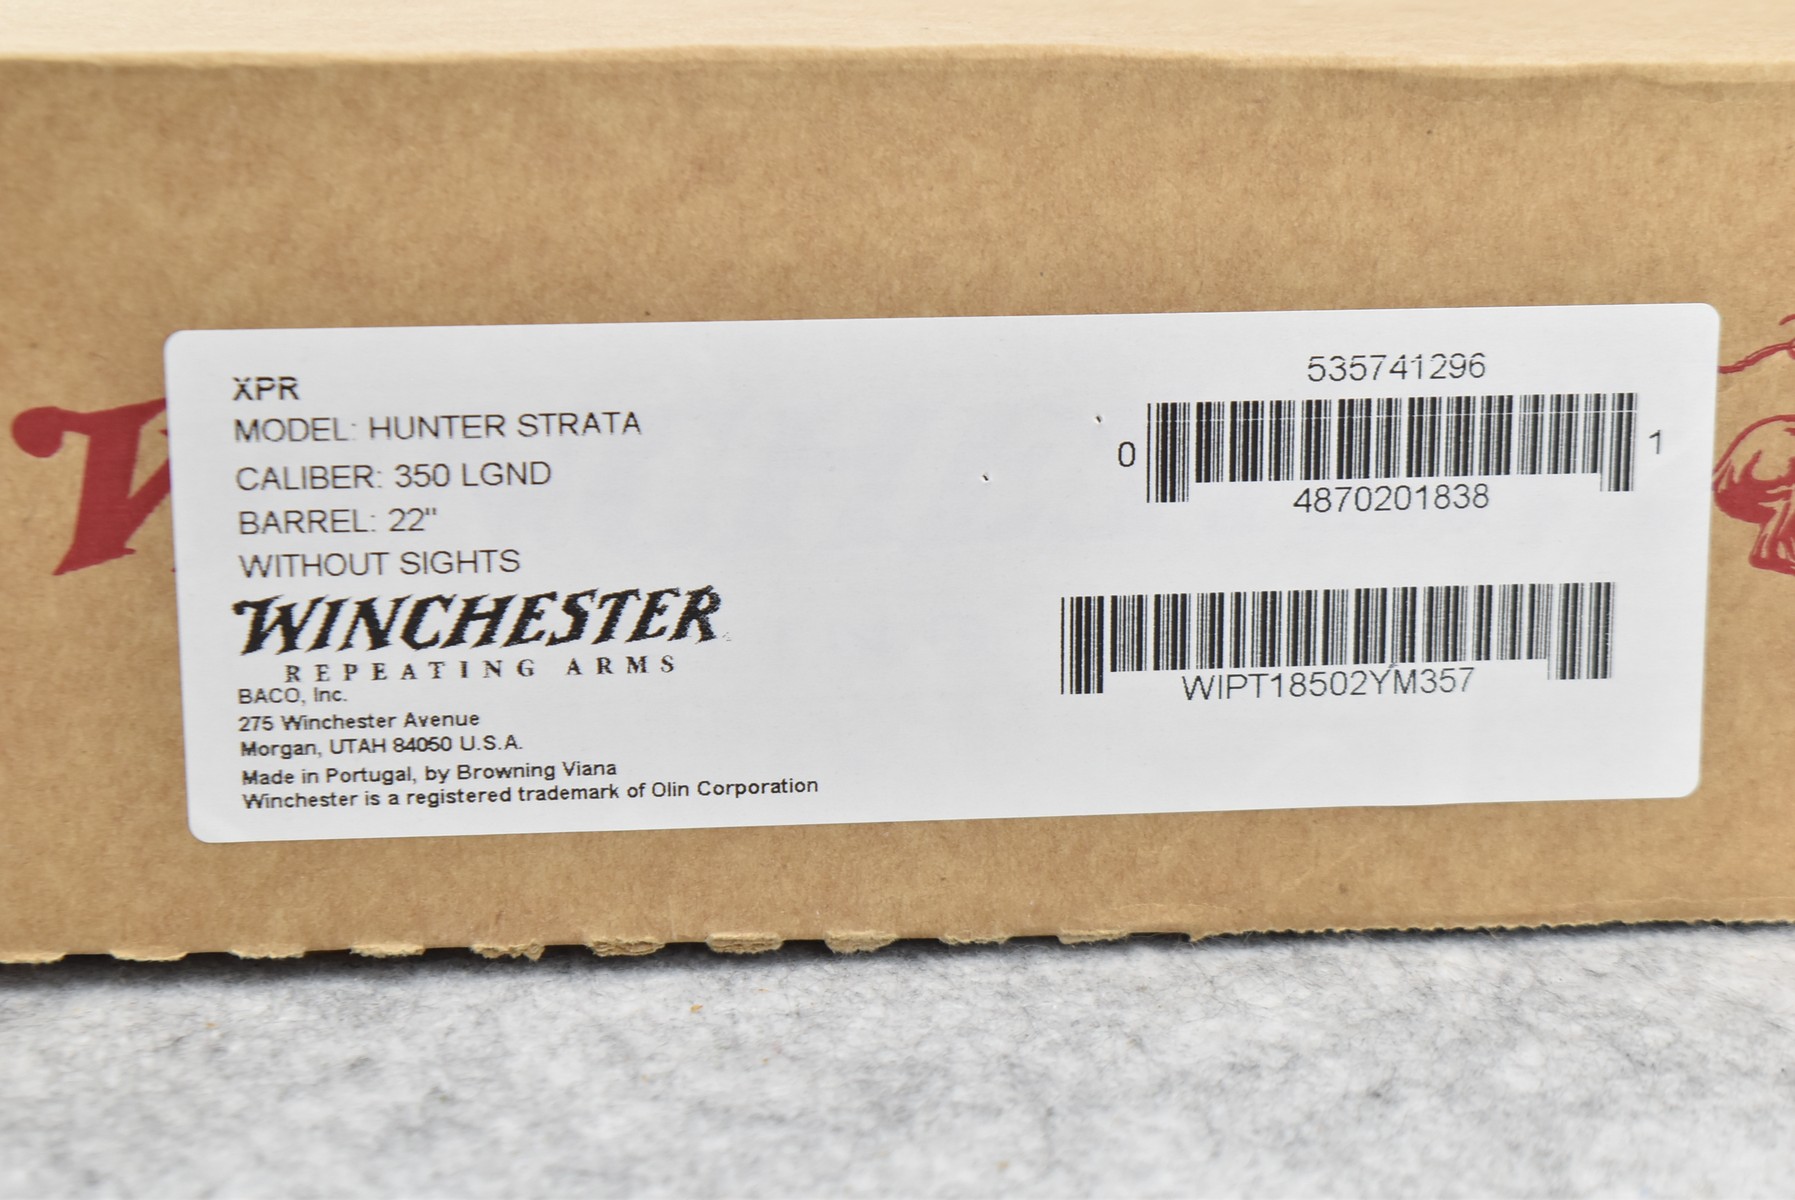 XPR
MODEL: HUNTER STRATA
CALIBER: 350 LGND
BARREL: 22"
WITHOUT SIGHTS
WINCHESTER
REPEATING ARMS
BACO, Inc.
275 Winchester Avenue
Morgan, UTAH 84050 U.S.A.
Made in Portugal, by Browning Viana
Winchester is a registered trademark of Olin Corporation
535741296
0 4870201838 1
WIPT18502YM357